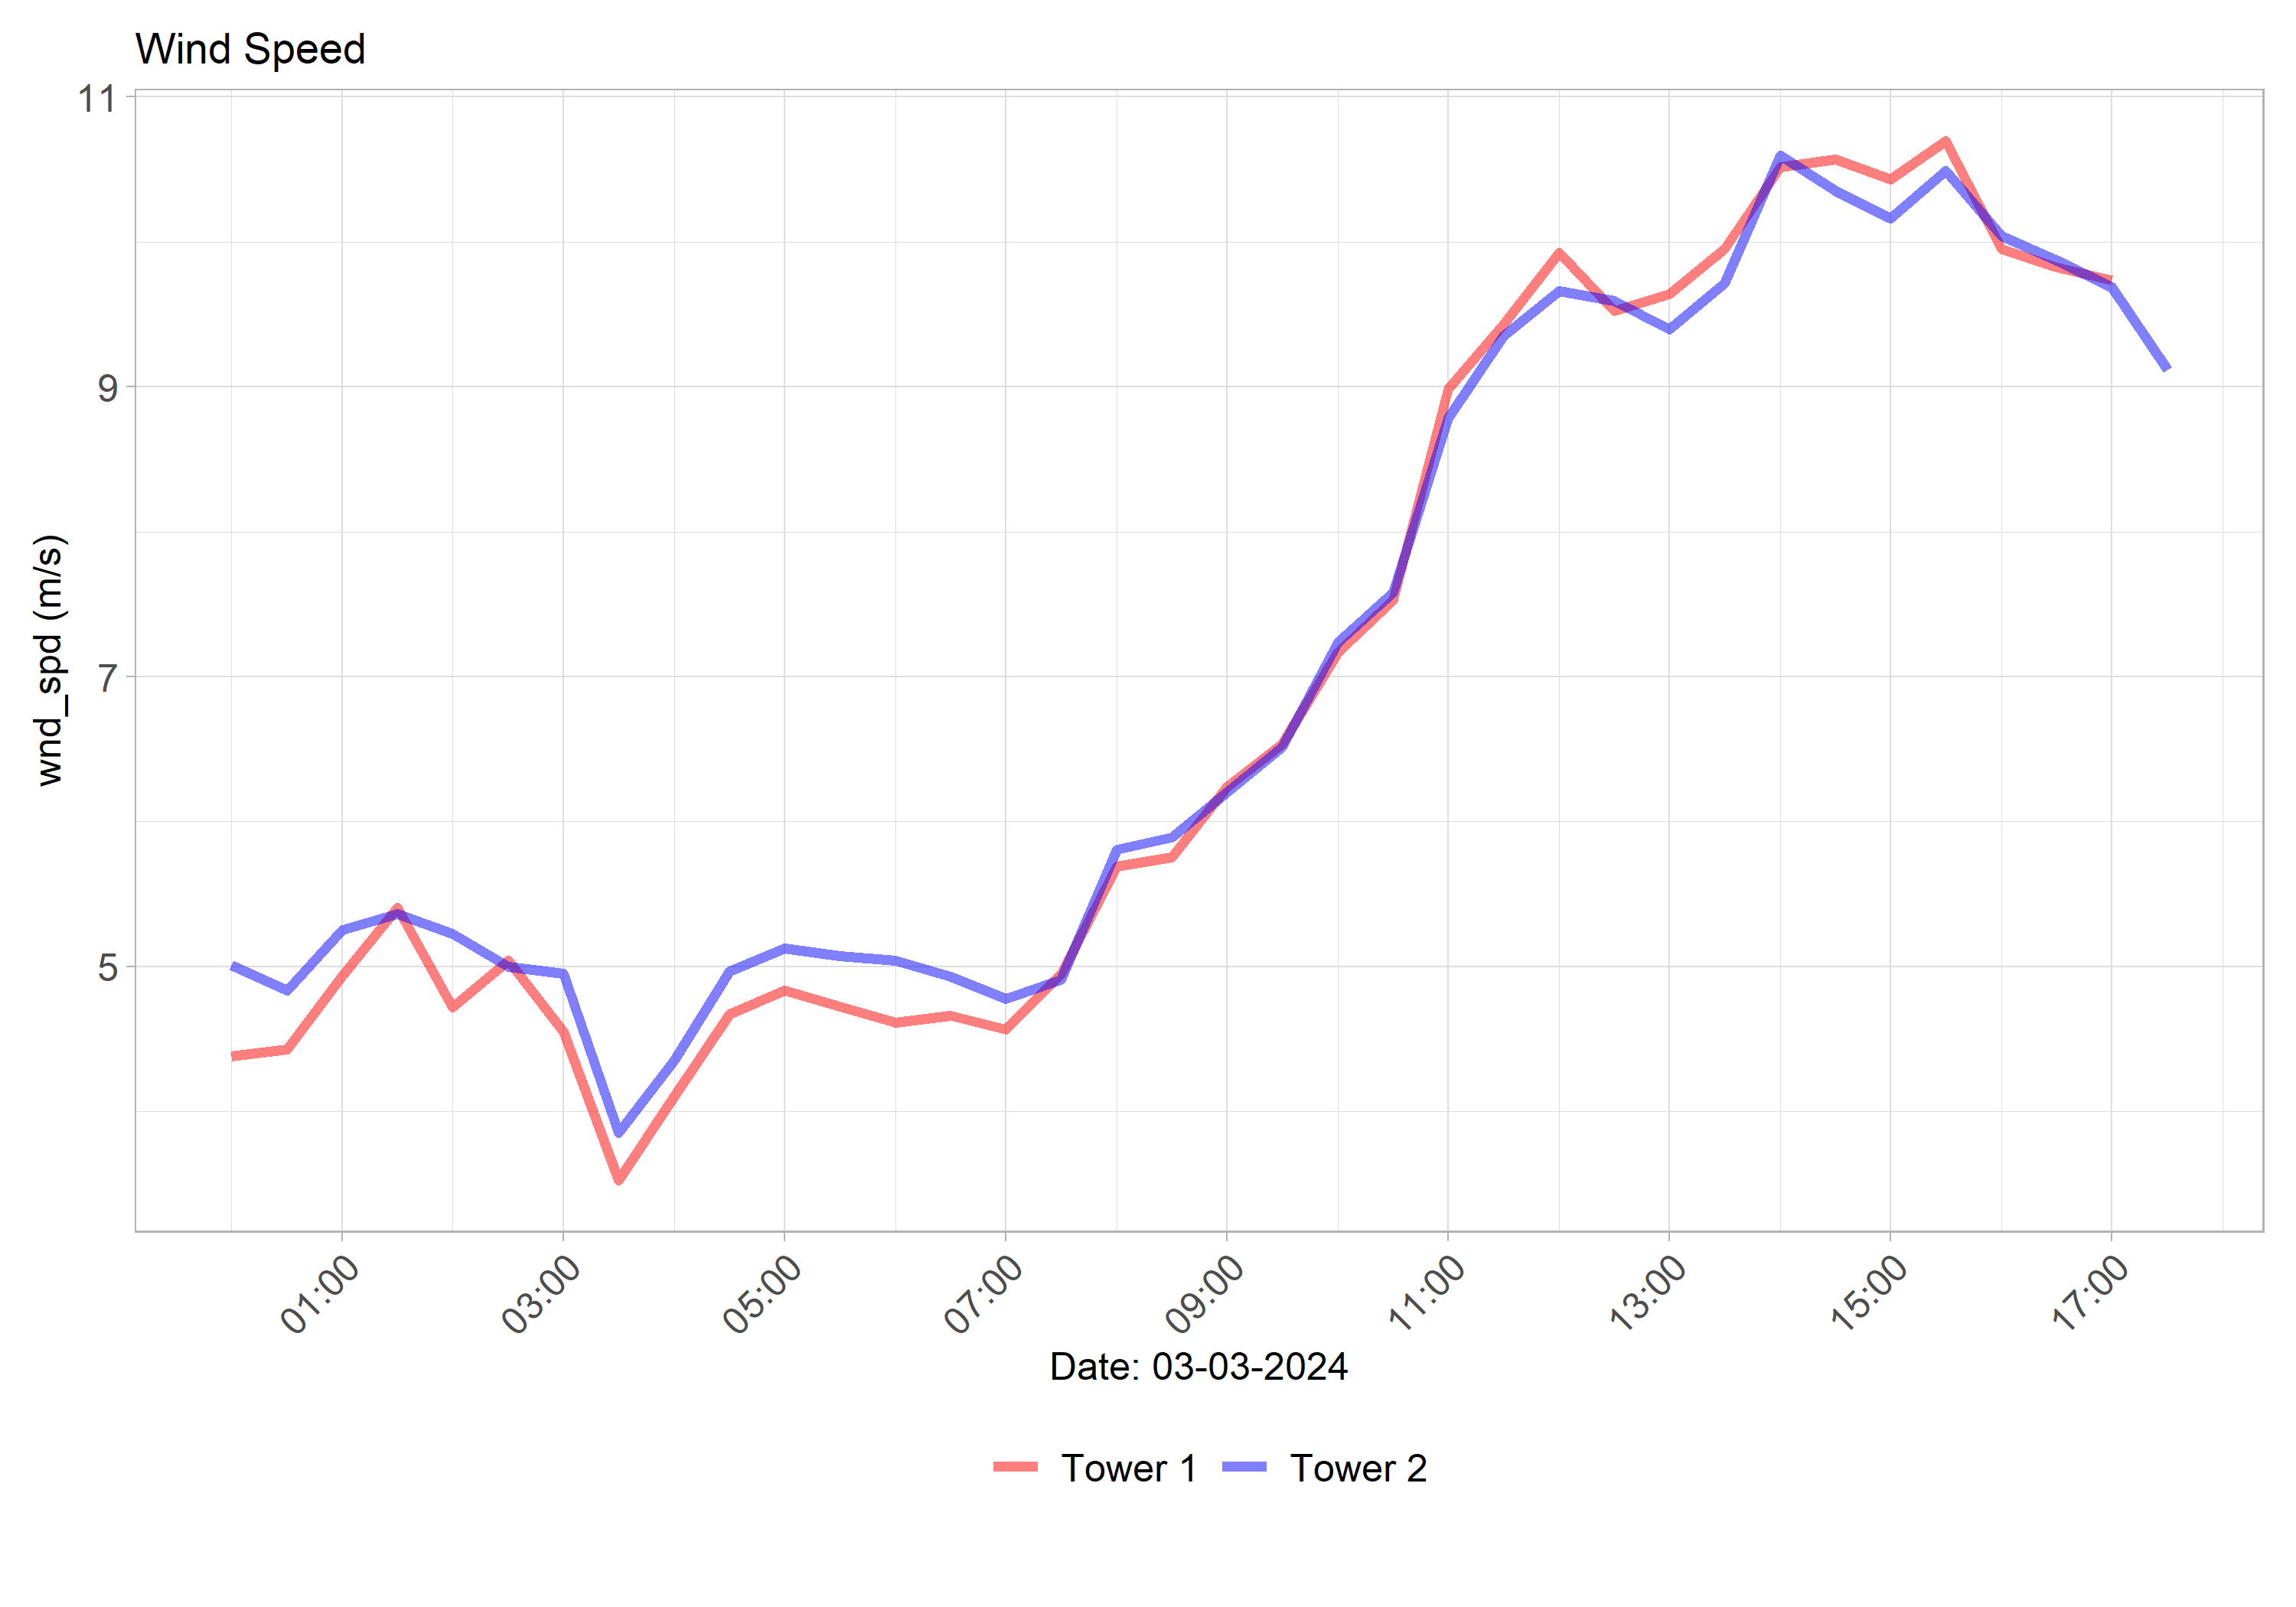 Wind Speed
11
9
7
5
wnd_spd (m/s)
01:00 03:00 05:00 07:00 09:00 11:00 13:00 15:00 17:00
Date: 03-03-2024
Tower 1 Tower 2